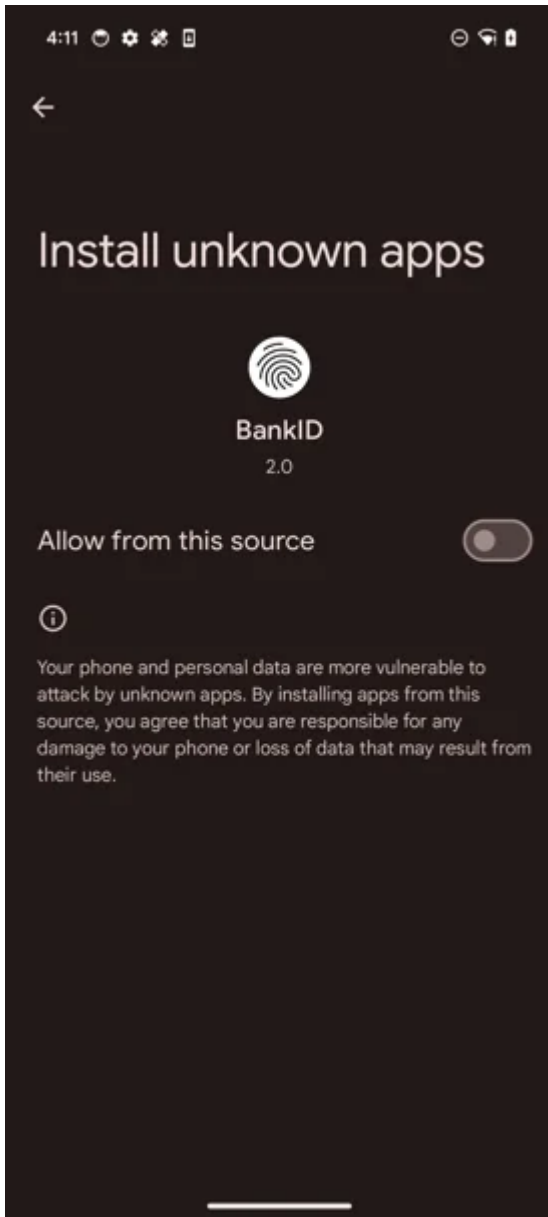 4:11
Install unknown apps
BankID
2.0
Allow from this source
Your phone and personal data are more vulnerable to
attack by unknown apps. By installing apps from this
source, you agree that you are responsible for any
damage to your phone or loss of data that may result from
their use.